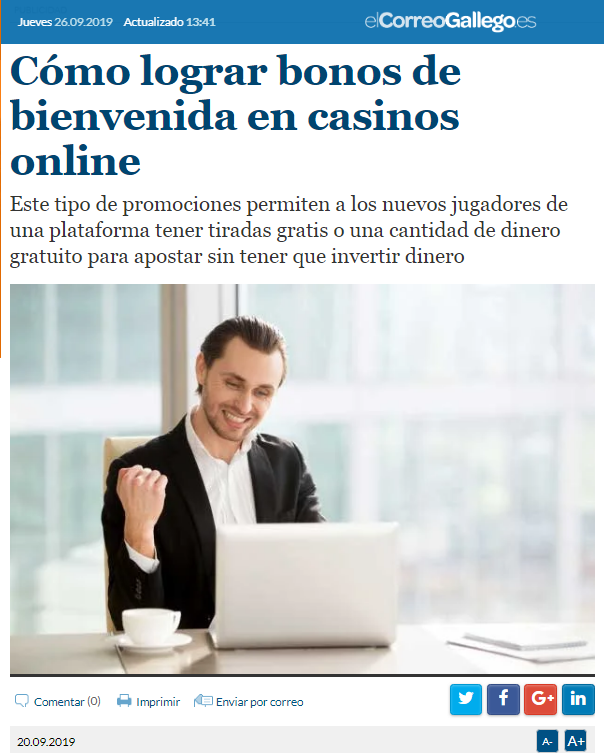 Jueves 26.09.2019 Actualizado 13:41
elCorreoGallego.es
Cómo lograr bonos de
bienvenida en casinos
online
Este tipo de promociones permiten a los nuevos jugadores de
una plataforma tener tiradas gratis o una cantidad de dinero
gratuito para apostar sin tener que invertir dinero
Comentar (0) Imprimir Enviar por correo
f G+ in
20.09.2019 A- A+